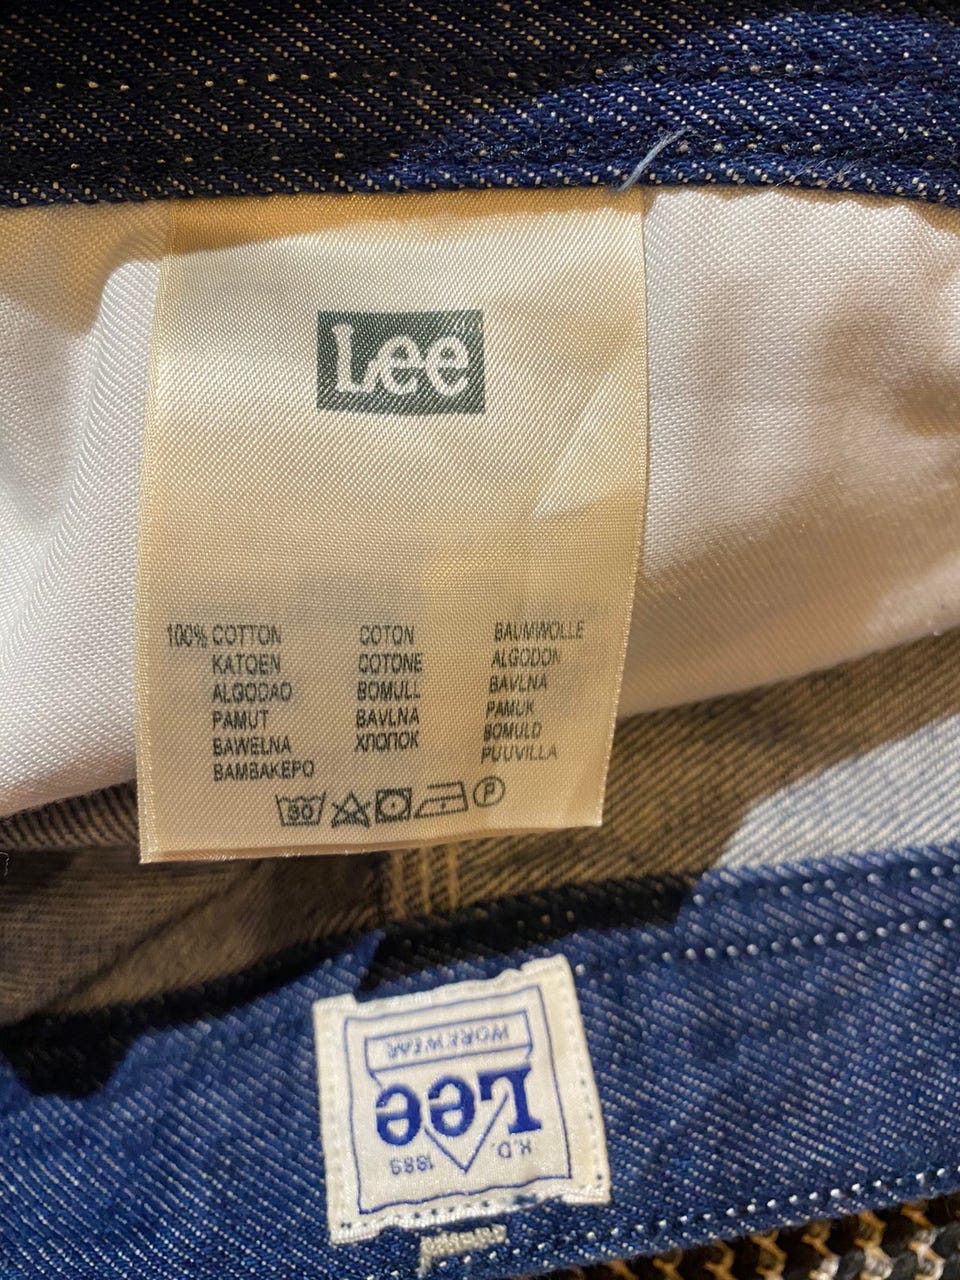 Lee
100% COTTON COTON BAUMWOLLE
KATOEN COTONE ALGODON
ALGODAO BOMULL BAVLNA
PAMUT BAVLNA PAMUK
BAWELNA ХЛОПОК BOMULD
BAMBAKEPO PUUVILLA
P
H.D. 1889
Lee
WORKWEAR